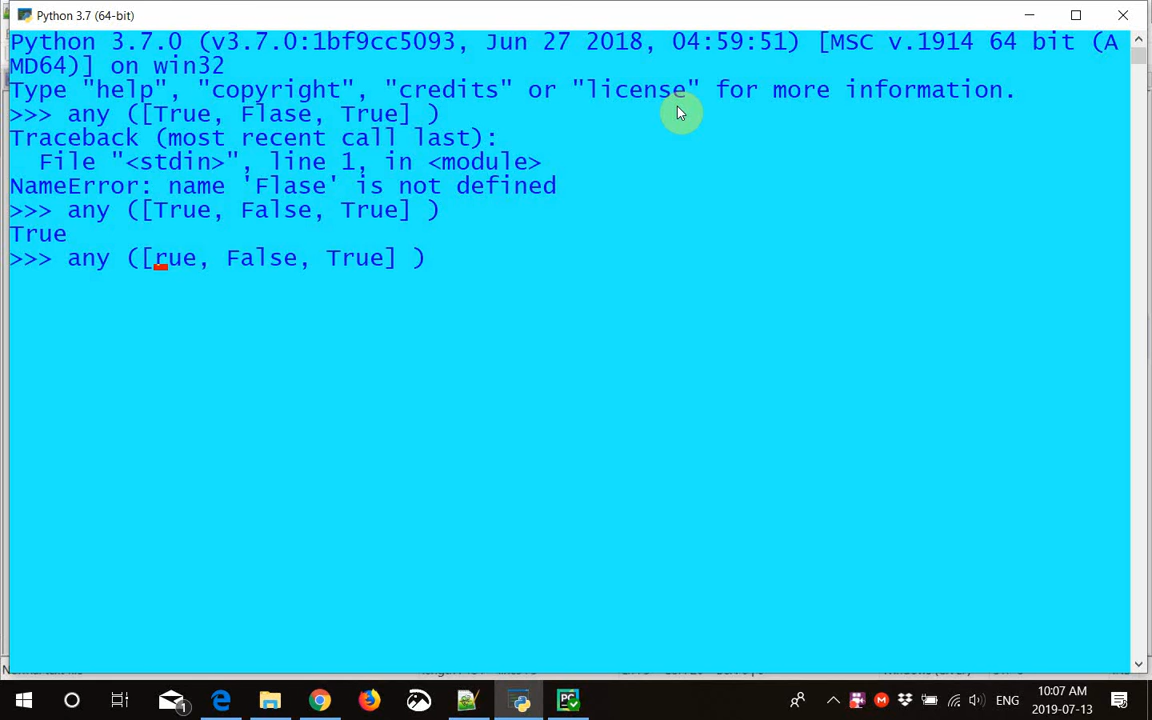 Python 3.7 (64-bit)
Python 3.7.0 (v3.7.0:1bf9cc5093, Jun 27 2018, 04:59:51) [MSC v.1914 64 bit (A
MD64)] on win32
Type "help", "copyright", "credits" or "license" for more information.
>>> any ([True, Flase, True] )
Traceback (most recent call last):
  File "<stdin>", line 1, in <module>
NameError: name 'Flase' is not defined
>>> any ([True, False, True] )
True
>>> any ([rue, False, True] )
1
PC
M
ENG
10:07 AM
2019-07-13